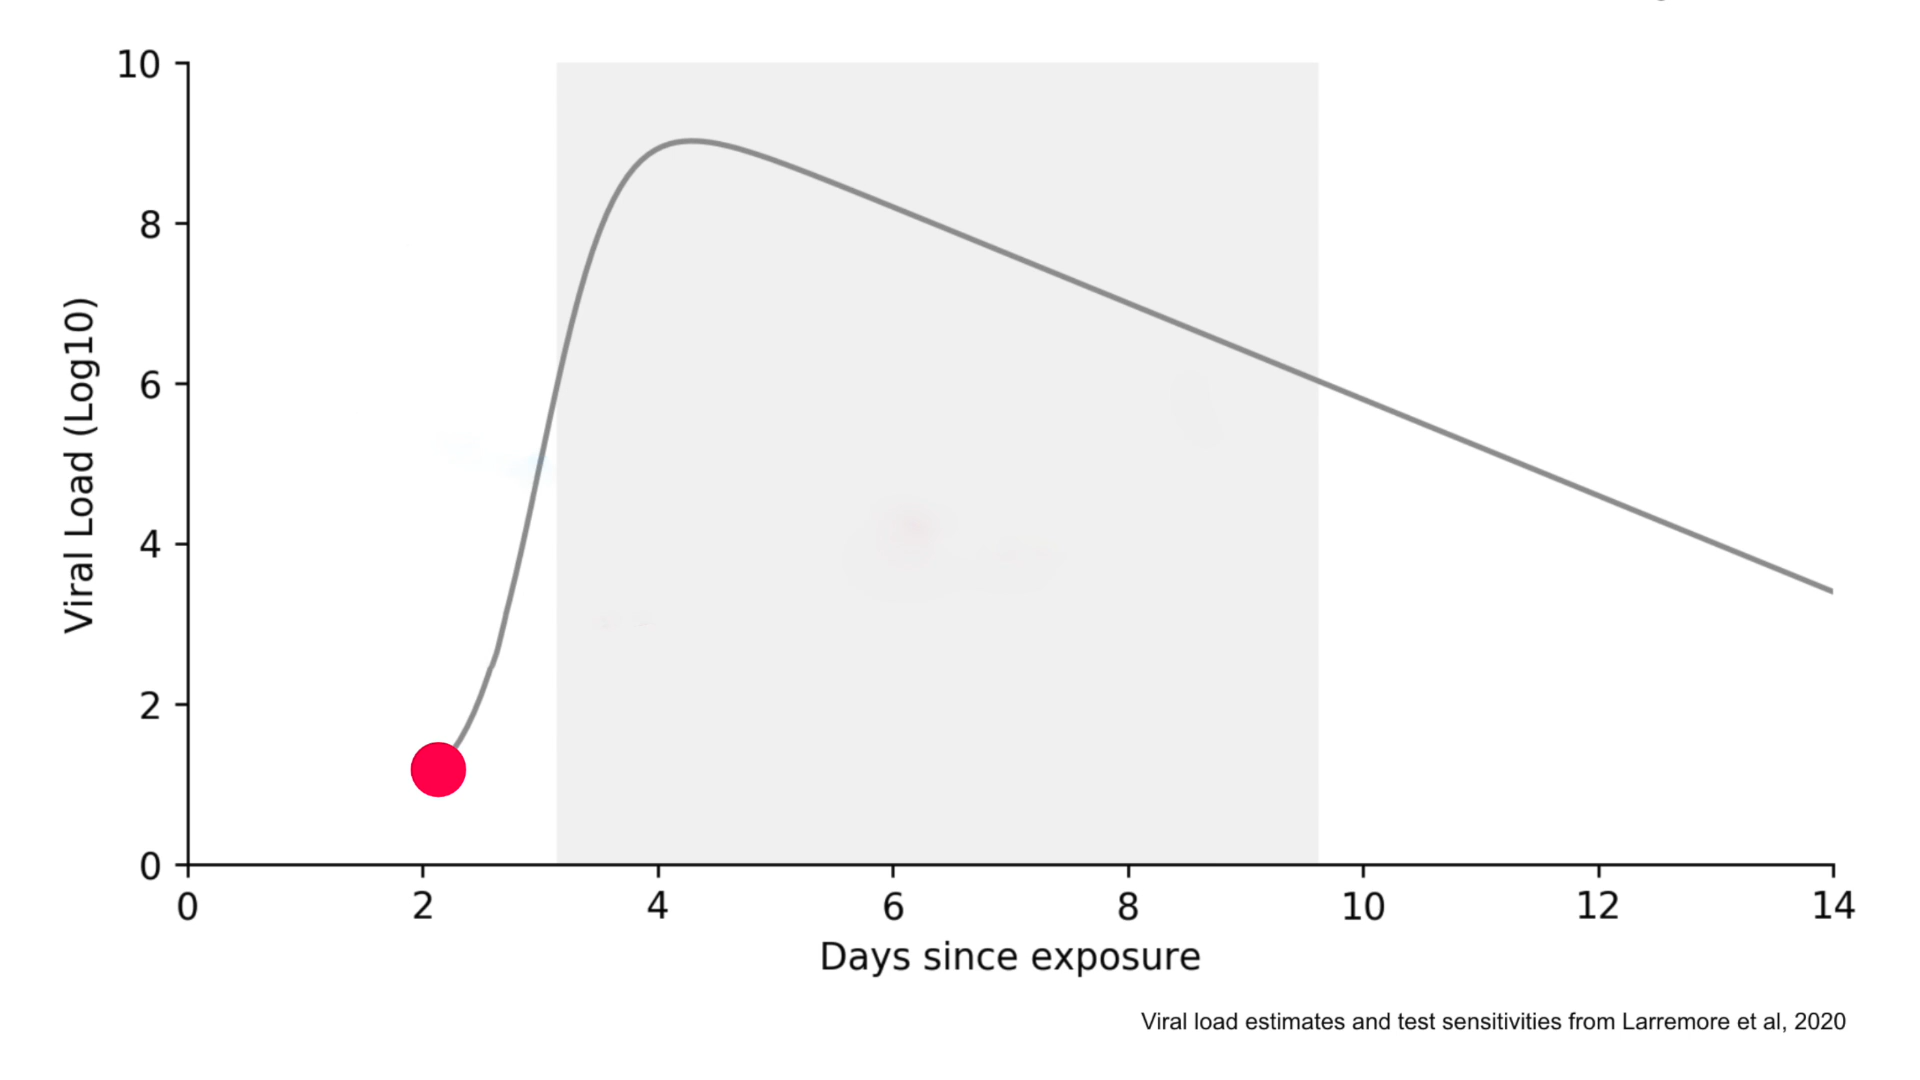 10
8
6
4
2
0
Viral Load (Log10)
0 2 4 6 8 10 12 14
Days since exposure
Viral load estimates and test sensitivities from Larremore et al, 2020